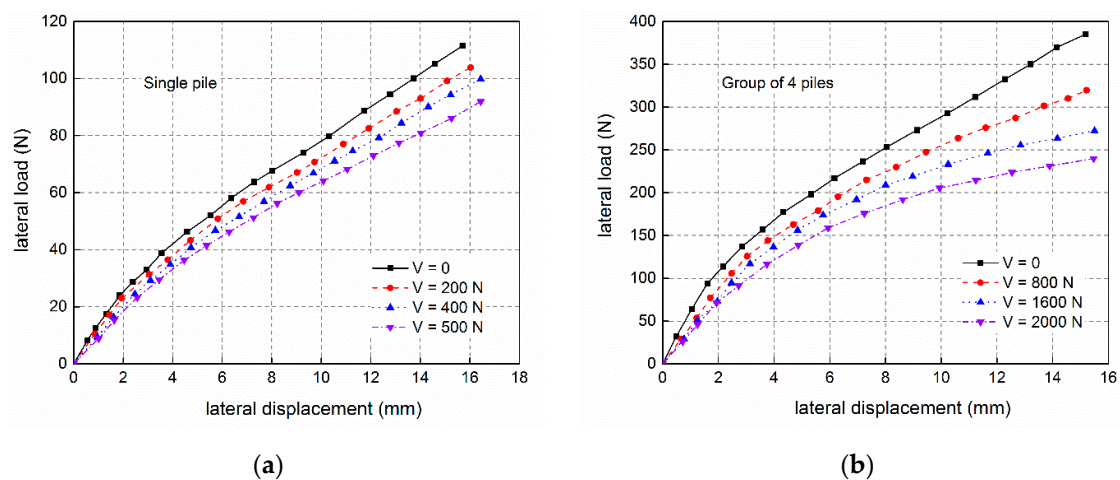 120
100
80
60
40
20
0
lateral load (N)
Single pile
V = 0
V = 200 N
V = 400 N
V = 500 N
0 2 4 6 8 10 12 14 16 18
lateral displacement (mm)
(a)
400
350
300
250
200
150
100
50
0
lateral load (N)
Group of 4 piles
V = 0
V = 800 N
V = 1600 N
V = 2000 N
0 2 4 6 8 10 12 14 16
lateral displacement (mm)
(b)